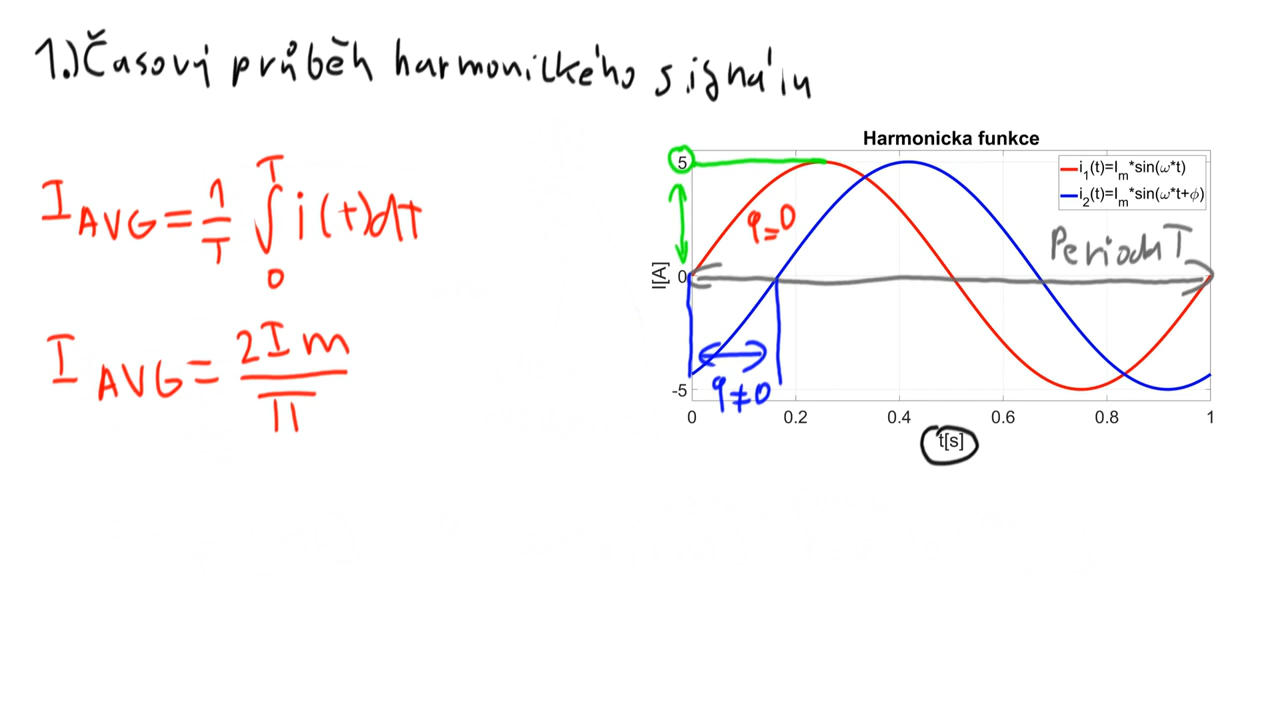 1.) Časový průběh harmonického signálu
I AVG = 1/T ∫ 0 T i(t)dt
I AVG = 2Im/π
Harmonicka funkce
i1(t)=Im*sin(ω*t)
i2(t)=Im*sin(ω*t+ϕ)
φ=0
Perioda T
φ≠0
I[A]
5
0
-5
0 0.2 0.4 0.6 0.8 1
t[s]